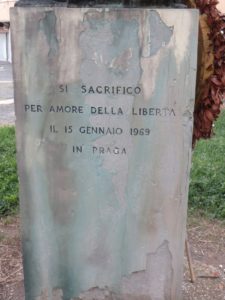 SI SACRIFICÒ
PER AMORE DELLA LIBERTÀ
IL 15 GENNAIO 1969
IN PRAGA